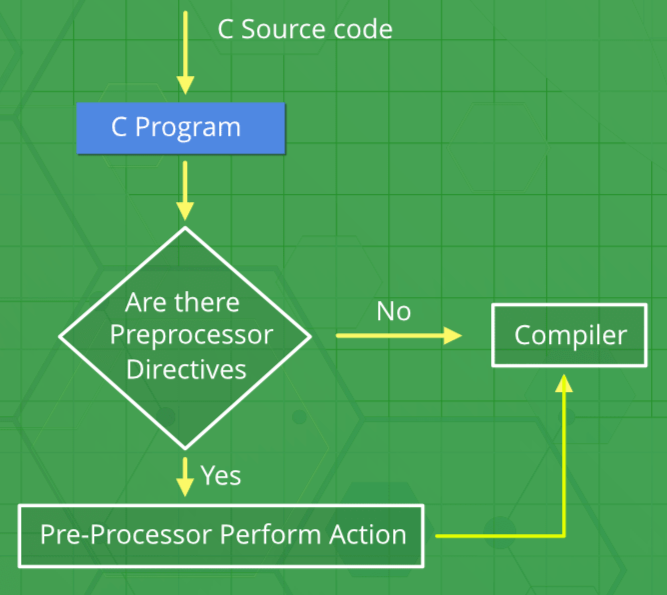 C Source code
C Program
Are there
Preprocessor
Directives
No
Compiler
Yes
Pre-Processor Perform Action